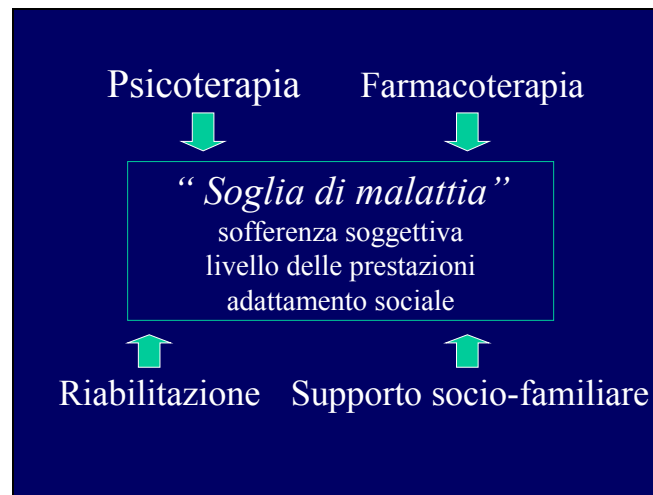 Psicoterapia Farmacoterapia
“ Soglia di malattia”
sofferenza soggettiva
livello delle prestazioni
adattamento sociale
Riabilitazione Supporto socio-familiare